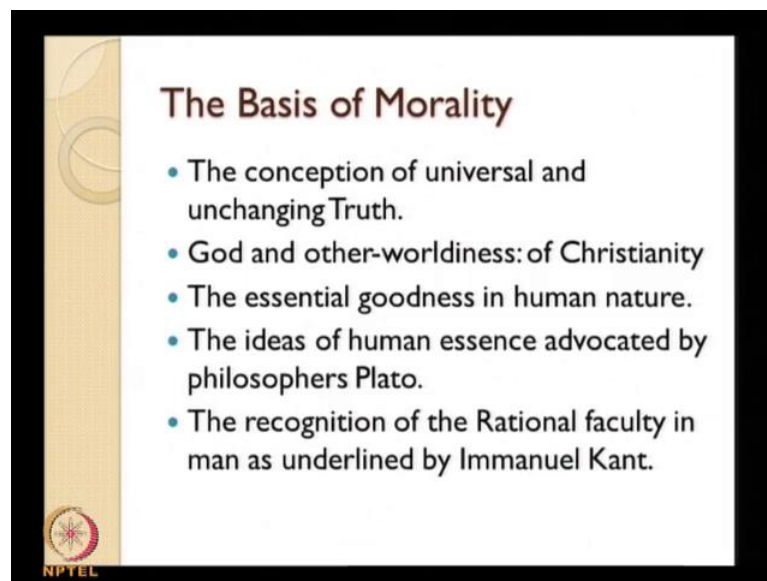 The Basis of Morality
• The conception of universal and
unchanging Truth.
• God and other-worldiness: of Christianity
• The essential goodness in human nature.
• The ideas of human essence advocated by
philosophers Plato.
• The recognition of the Rational faculty in
man as underlined by Immanuel Kant.
NPTEL